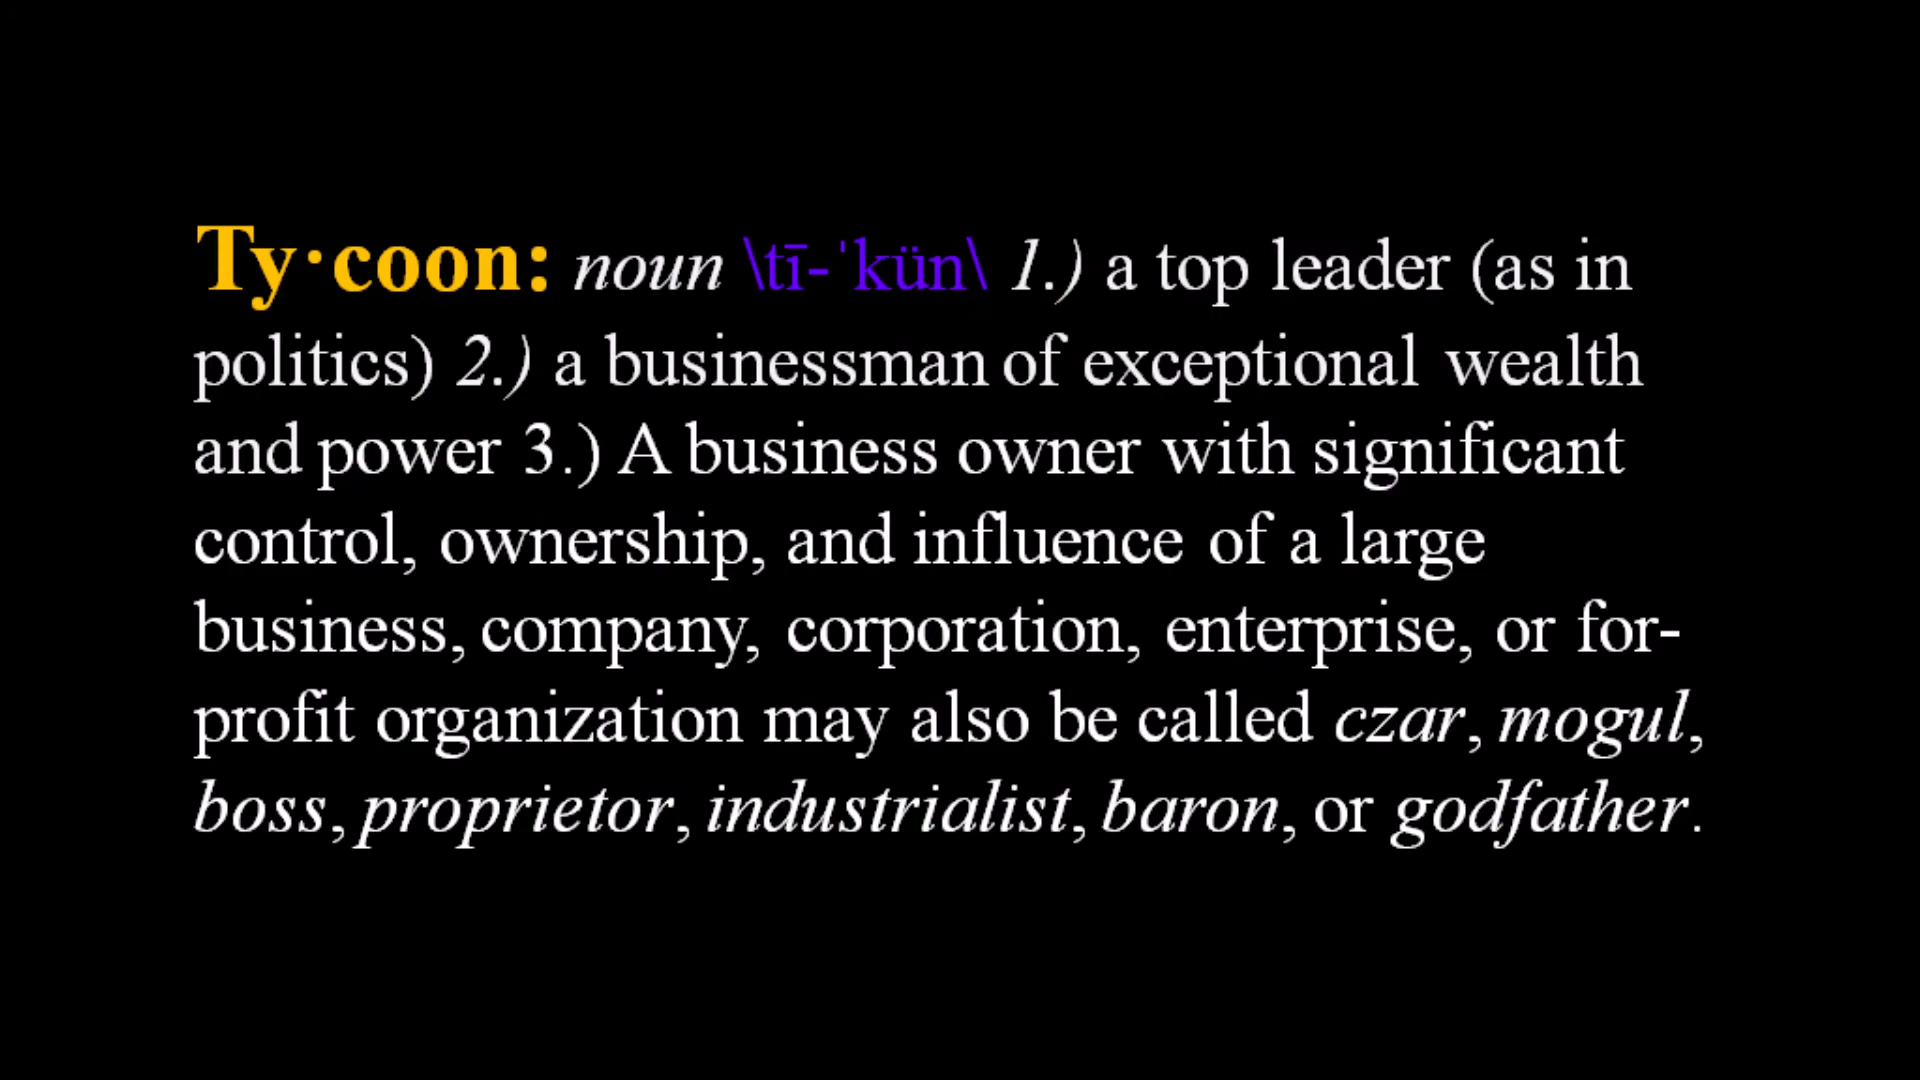 Ty·coon: noun \tī-ˈkün\ 1.) a top leader (as in
politics) 2.) a businessman of exceptional wealth
and power 3.) A business owner with significant
control, ownership, and influence of a large
business, company, corporation, enterprise, or for-
profit organization may also be called czar, mogul,
boss, proprietor, industrialist, baron, or godfather.